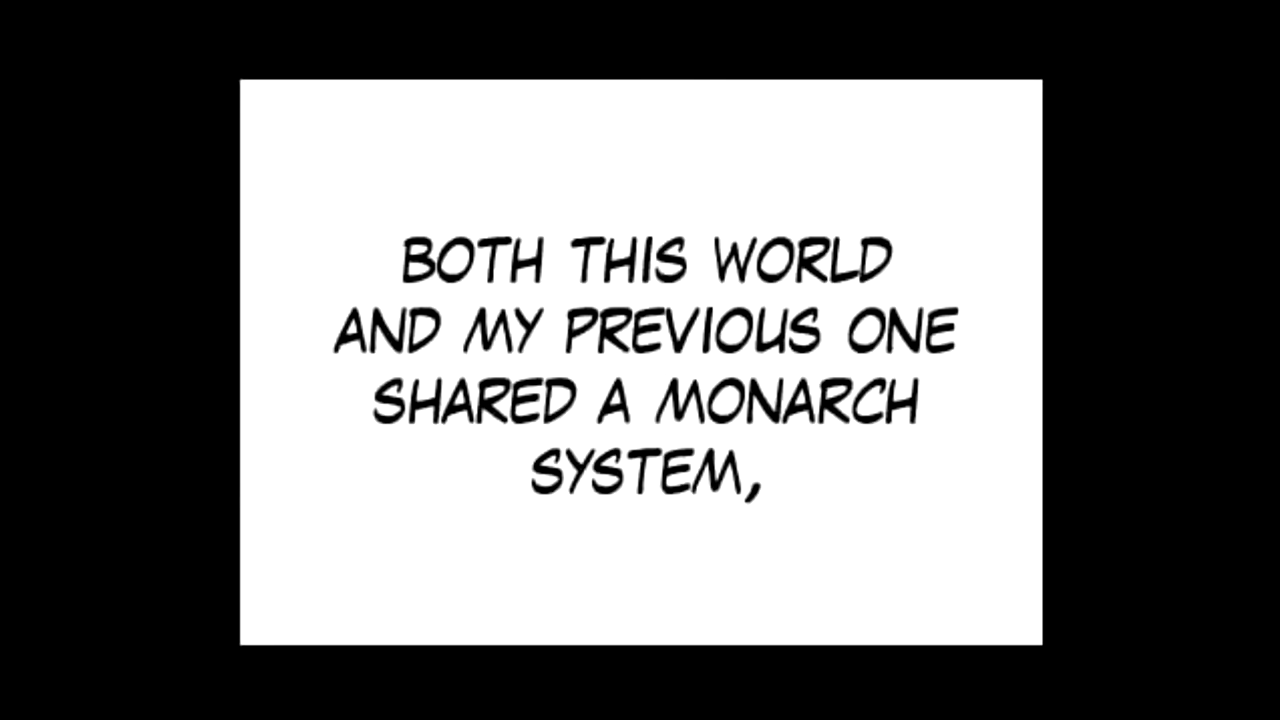 BOTH THIS WORLD
AND MY PREVIOUS ONE
SHARED A MONARCH
SYSTEM,